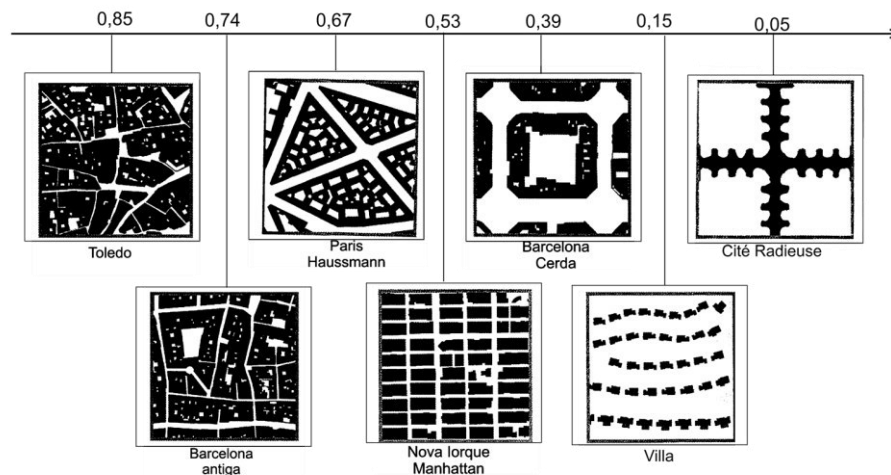 0,85 0,74 0,67 0,53 0,39 0,15 0,05
Toledo
Paris
Haussmann
Barcelona
Cerda
Cité Radieuse
Barcelona
antiga
Nova Iorque
Manhattan
Villa